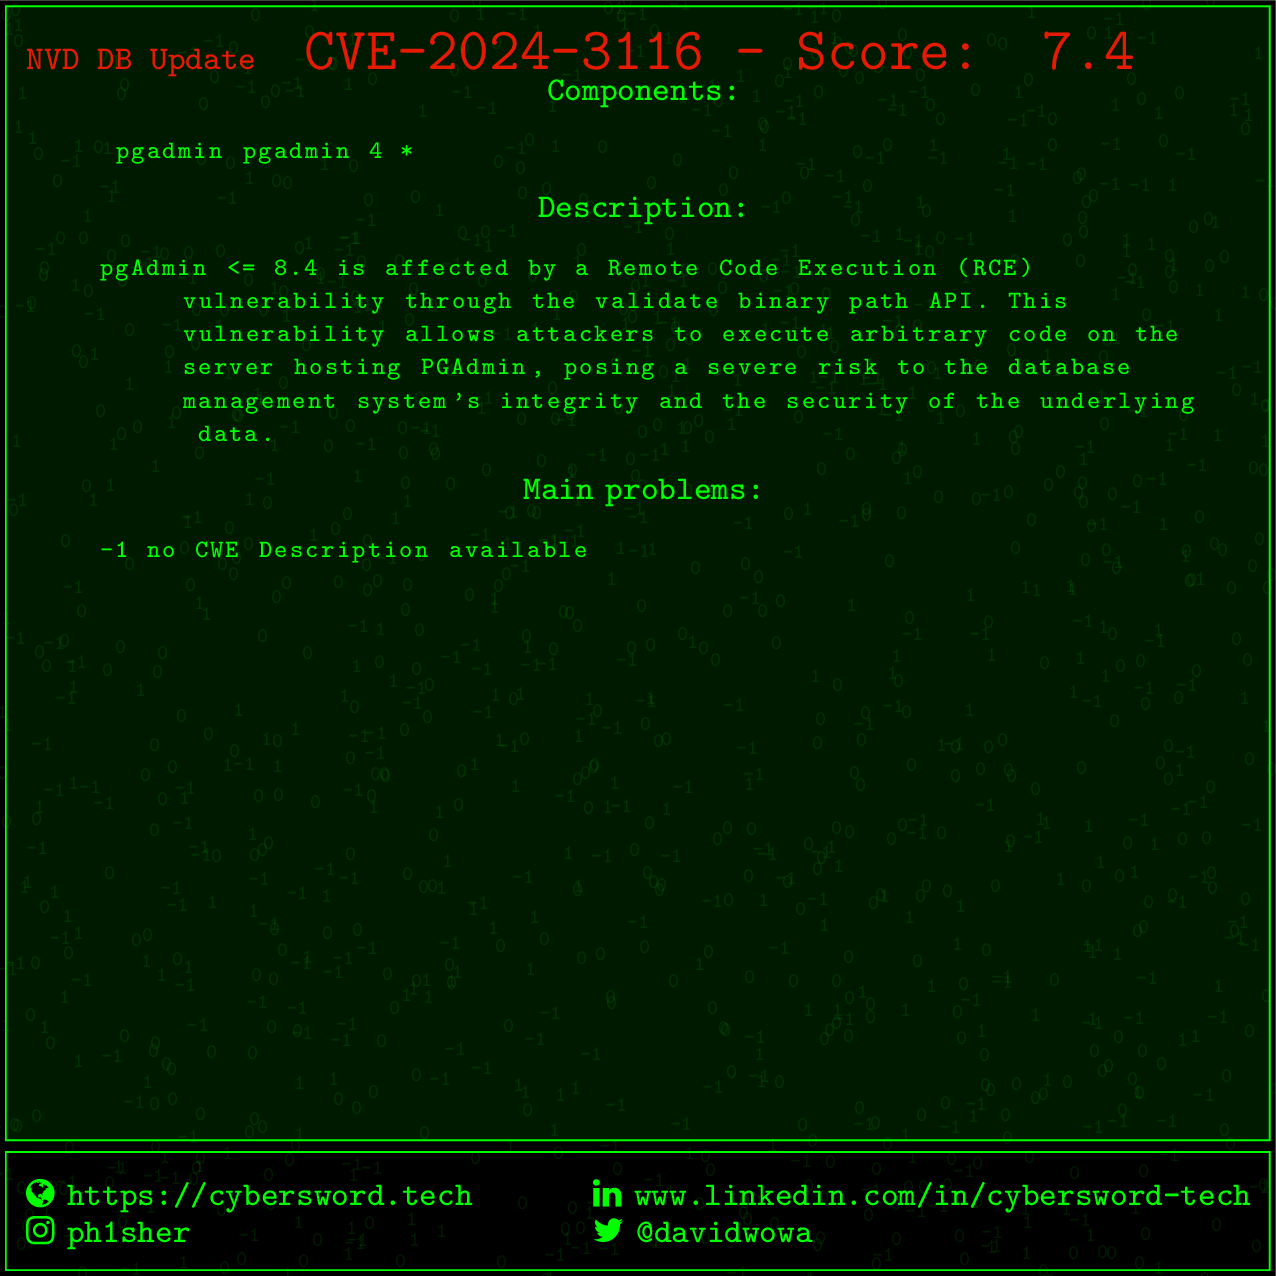 NVD DB Update CVE-2024-3116 - Score: 7.4
Components:
pgadmin pgadmin 4 *
Description:
pgAdmin <= 8.4 is affected by a Remote Code Execution (RCE)
vulnerability through the validate binary path API. This
vulnerability allows attackers to execute arbitrary code on the
server hosting PGAdmin, posing a severe risk to the database
management system's integrity and the security of the underlying
data.
Main problems:
-1 no CWE Description available
https://cybersword.tech www.linkedin.com/in/cybersword-tech
ph1sher @davidwowa